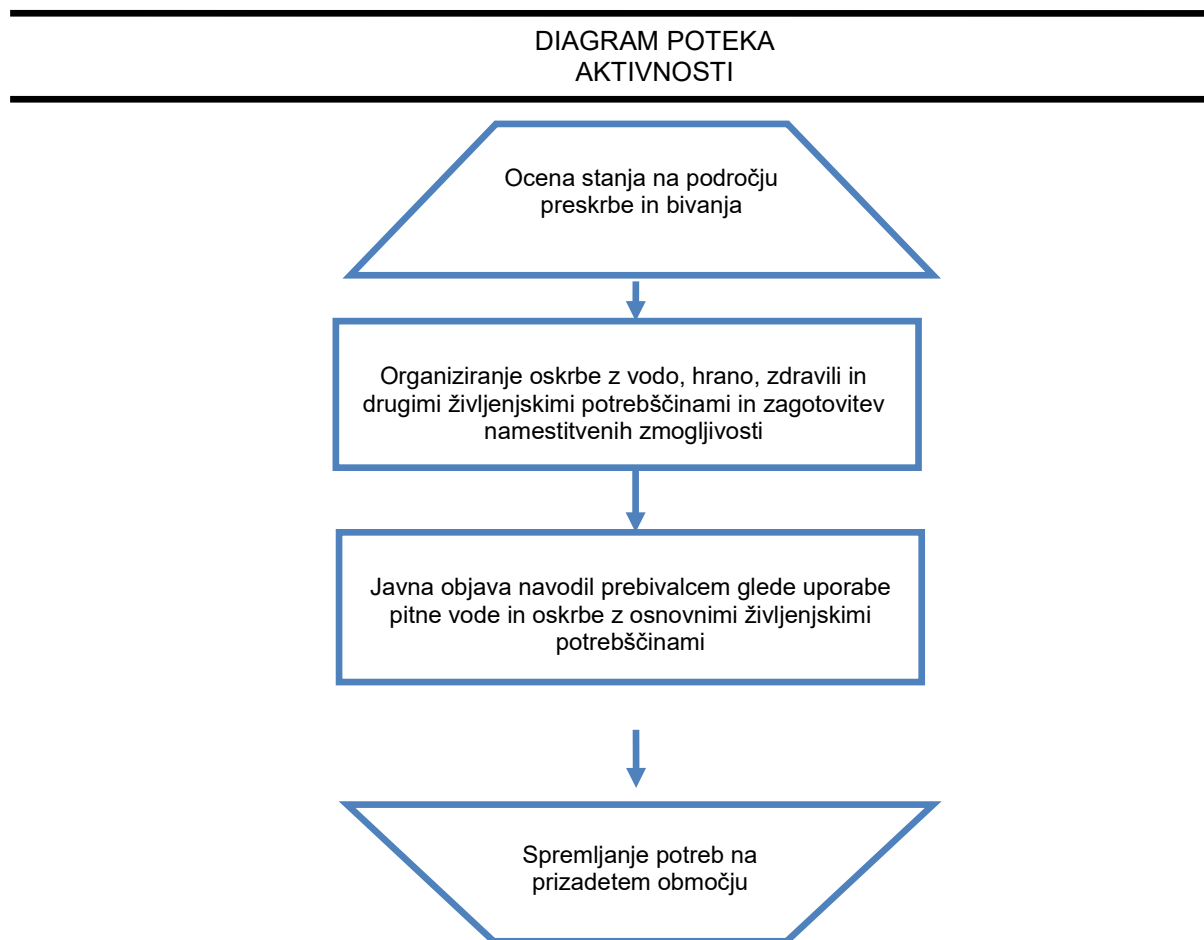 DIAGRAM POTEKA
AKTIVNOSTI
Ocena stanja na področju
preskrbe in bivanja
Organiziranje oskrbe z vodo, hrano, zdravili in
drugimi življenjskimi potrebščinami in zagotovitev
namestitvenih zmogljivosti
Javna objava navodil prebivalcem glede uporabe
pitne vode in oskrbe z osnovnimi življenjskimi
potrebščinami
Spremljanje potreb na
prizadetem območju